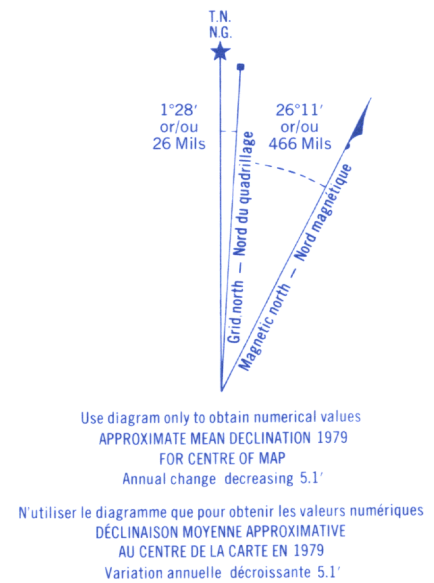 T.N.
N.G.
1°28′
or/ou
26 Mils
26°11′
or/ou
466 Mils
Grid north — Nord du quadrillage
Magnetic north — Nord magnétique
Use diagram only to obtain numerical values
APPROXIMATE MEAN DECLINATION 1979
FOR CENTRE OF MAP
Annual change decreasing 5.1′
N'utiliser le diagramme que pour obtenir les valeurs numériques
DÉCLINAISON MOYENNE APPROXIMATIVE
AU CENTRE DE LA CARTE EN 1979
Variation annuelle décroissante 5.1′